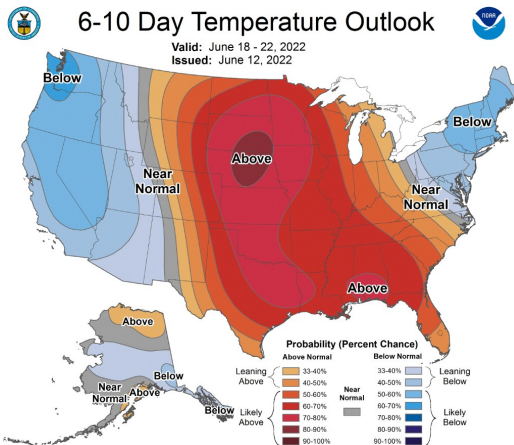 6-10 Day Temperature Outlook
NOAA
Valid: June 18 - 22, 2022
Issued: June 12, 2022
Below
Below
Above
Near
Normal
Near
Normal
Above
Above
Below
Near
Normal
Above
Below
Probability (Percent Chance)
Above Normal
Below Normal
Leaning
Above
33-40%
40-50%
Likely
Above
50-60%
60-70%
70-80%
80-90%
90-100%
Near
Normal
33-40%
40-50%
Leaning
Below
50-60%
60-70%
70-80%
80-90%
90-100%
Likely
Below